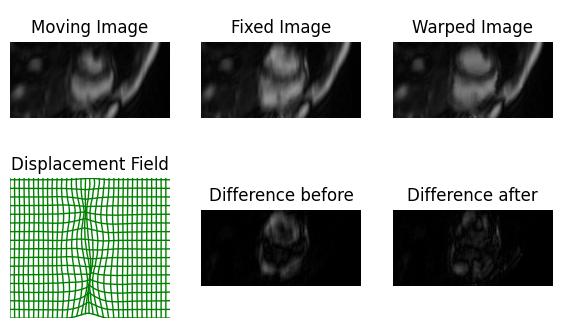 Moving Image
Fixed Image
Warped Image
Displacement Field
Difference before
Difference after